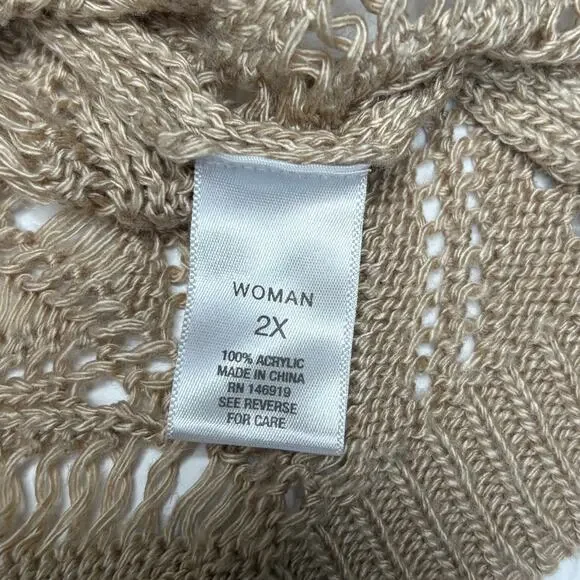 WOMAN
2X
100% ACRYLIC
MADE IN CHINA
RN 146919
SEE REVERSE
FOR CARE